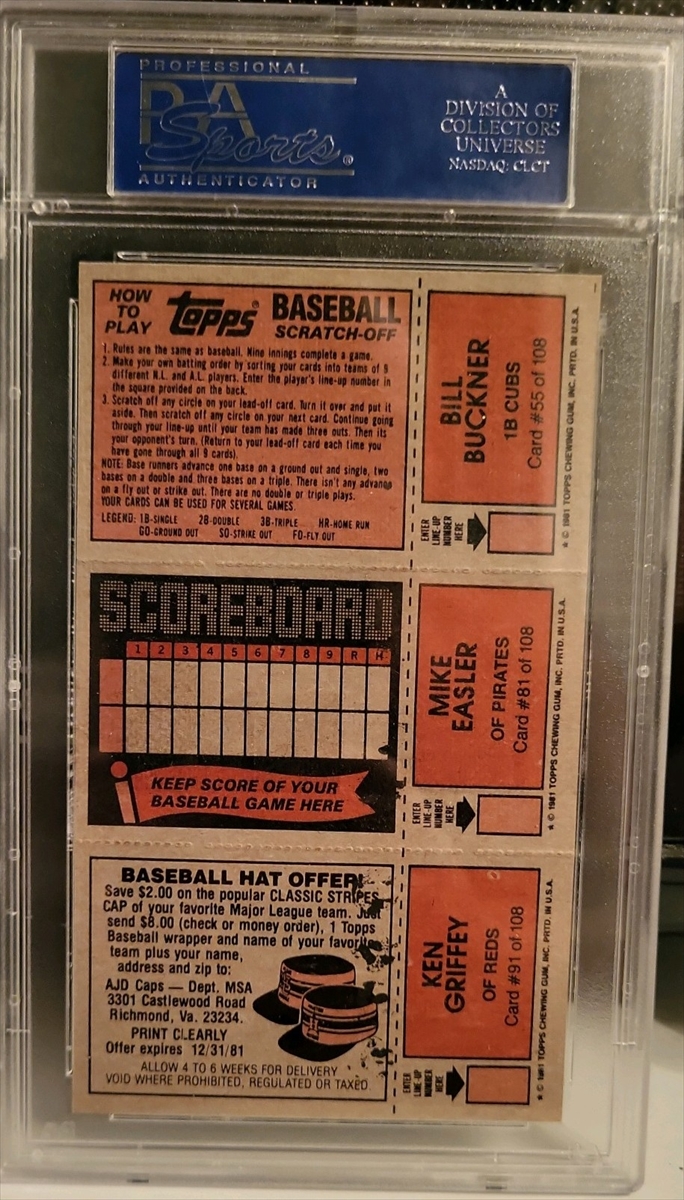 PROFESSIONAL
PSA
Sports®
AUTHENTICATOR
A
DIVISION OF
COLLECTORS
UNIVERSE
NASDAQ: CLCT
HOW
TO
PLAY
Topps® BASEBALL
SCRATCH-OFF
1. Rules are the same as baseball. Nine innings complete a game.
2. Make your own batting order by sorting your cards into teams of 9
different N.L. and A.L. players. Enter the player's line-up number in
the square provided on the back.
3. Scratch off any circle on your lead-off card. Turn it over and put it
aside. Then scratch off any circle on your next card. Continue going
through your line-up until your team has made three outs. Then its
your opponent's turn. (Return to your lead-off card each time you
have gone through all 9 cards).
NOTE: Base runners advance one base on a ground out and single, two
bases on a double and three bases on a triple. There isn't any advance
on a fly out or strike out. There are no double or triple plays.
YOUR CARDS CAN BE USED FOR SEVERAL GAMES.
LEGEND: 1B-SINGLE 2B-DOUBLE 3B-TRIPLE HR-HOME RUN
GO-GROUND OUT SO-STRIKE OUT FO-FLY OUT
BILL
BUCKNER
1B CUBS
Card #55 of 108
ENTER
LINE-UP
NUMBER
HERE
* © 1981 TOPPS CHEWING GUM, INC. PRTD. IN U.S.A.
SCOREBOARD
1 2 3 4 5 6 7 8 9 R H
KEEP SCORE OF YOUR
BASEBALL GAME HERE
MIKE
EASLER
OF PIRATES
Card #81 of 108
ENTER
LINE-UP
NUMBER
HERE
* © 1981 TOPPS CHEWING GUM, INC. PRTD. IN U.S.A.
BASEBALL HAT OFFER!
Save $2.00 on the popular CLASSIC STRIPES
CAP of your favorite Major League team. Just
send $8.00 (check or money order), 1 Topps
Baseball wrapper and name of your favorite
team plus your name,
address and zip to:
AJD Caps — Dept. MSA
3301 Castlewood Road
Richmond, Va. 23234.
PRINT CLEARLY
Offer expires 12/31/81
ALLOW 4 TO 6 WEEKS FOR DELIVERY
VOID WHERE PROHIBITED, REGULATED OR TAXED.
KEN
GRIFFEY
OF REDS
Card #91 of 108
ENTER
LINE-UP
NUMBER
HERE
* © 1981 TOPPS CHEWING GUM, INC. PRTD. IN U.S.A.